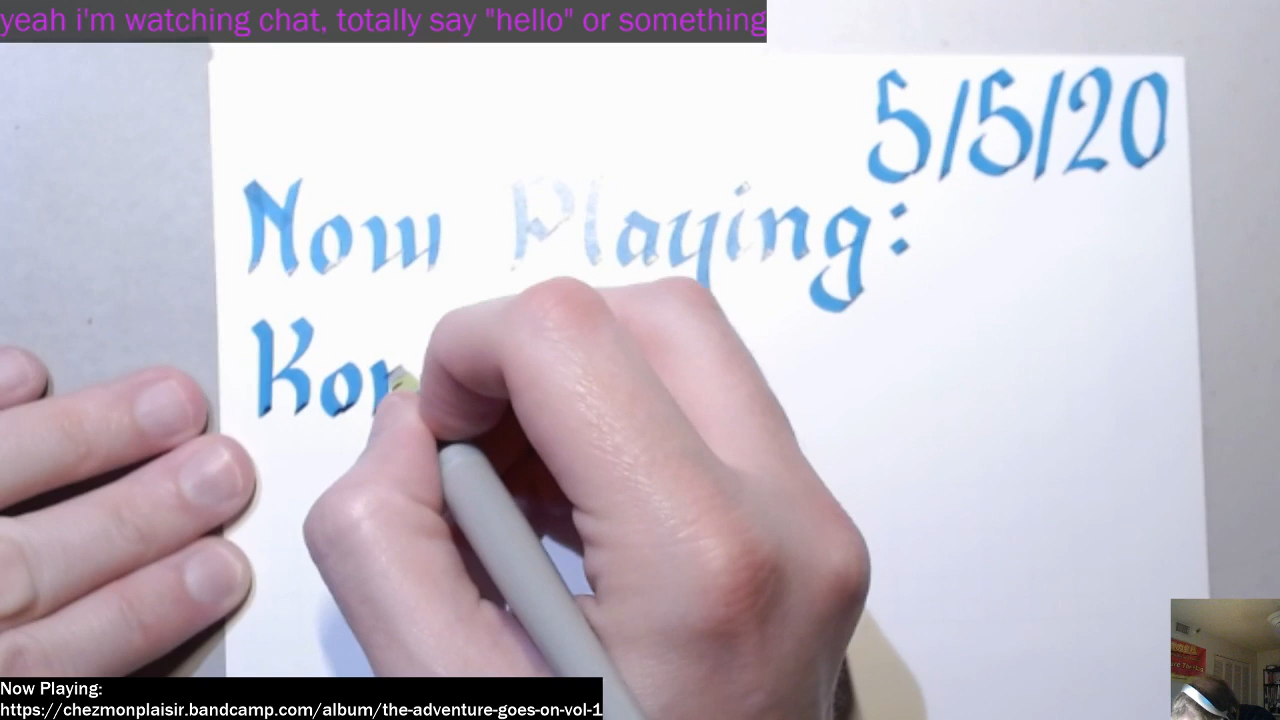 yeah i'm watching chat, totally say "hello" or something
5/5/20
Now Playing:
Kor
Now Playing:
https://chezmonplaisir.bandcamp.com/album/the-adventure-goes-on-vol-1